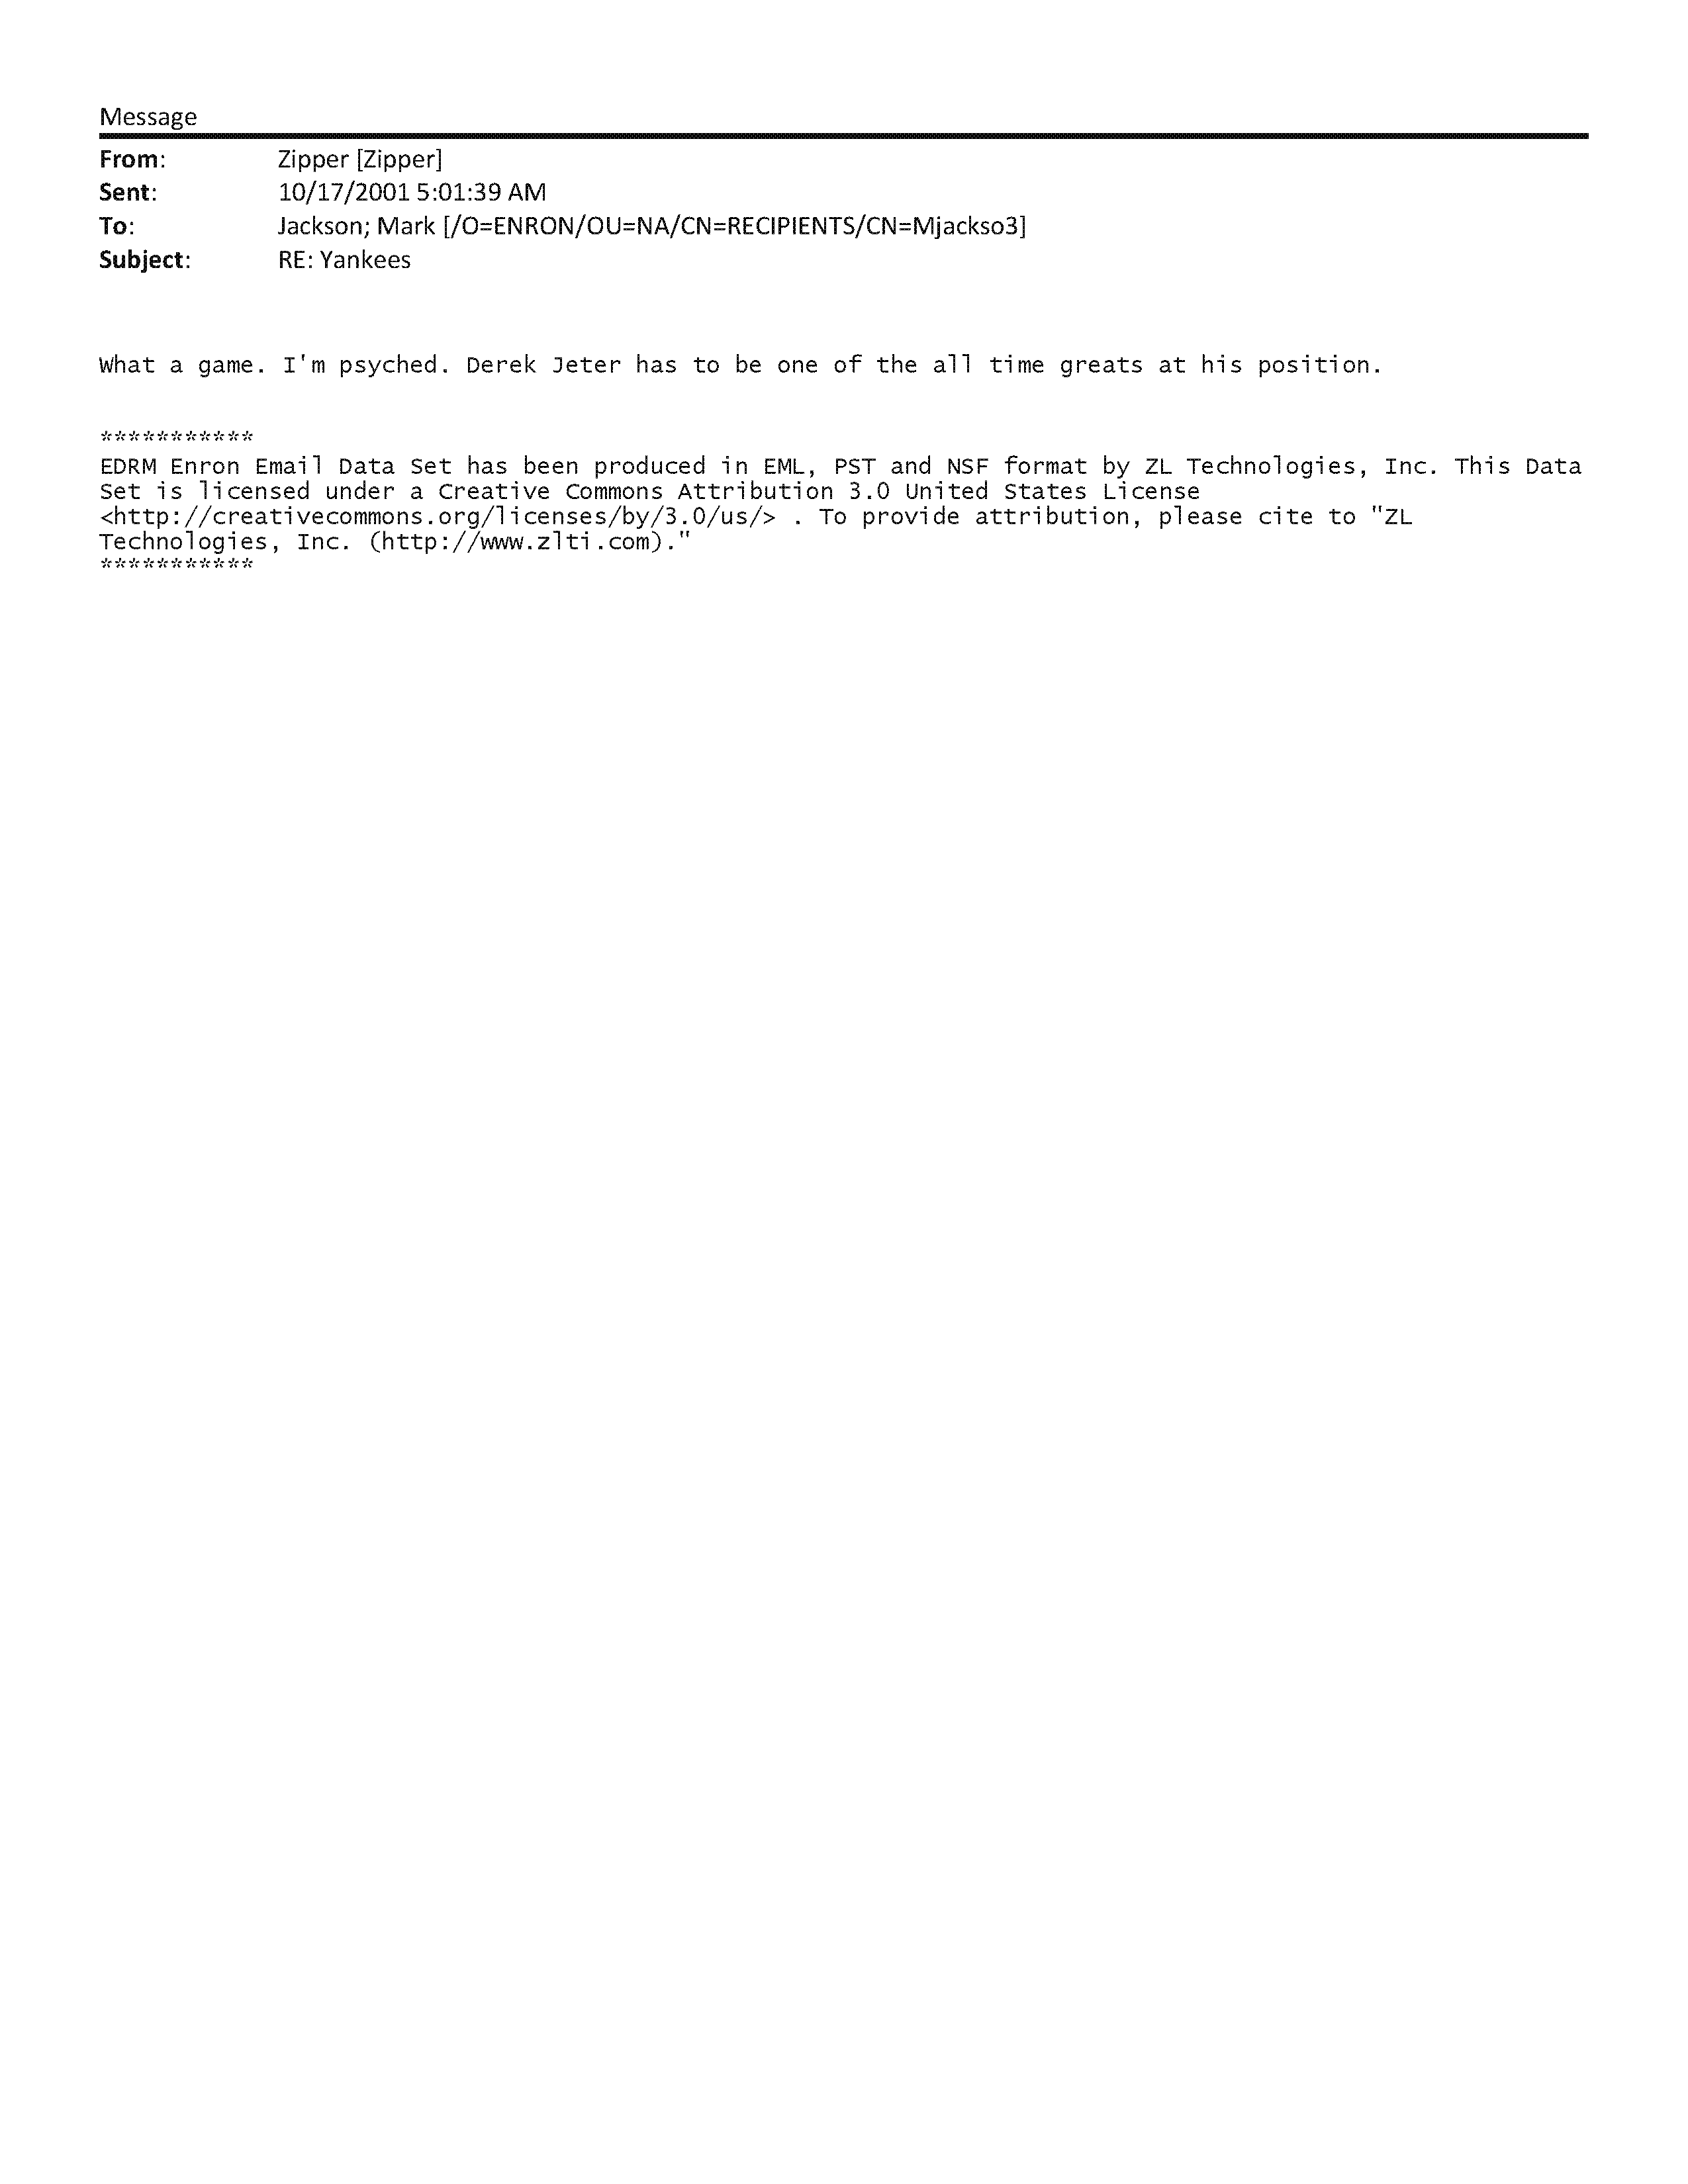 Message
From: Zipper [Zipper]
Sent: 10/17/2001 5:01:39 AM
To: Jackson; Mark [/O=ENRON/OU=NA/CN=RECIPIENTS/CN=Mjackso3]
Subject: RE: Yankees
What a game. I'm psyched. Derek Jeter has to be one of the all time greats at his position.
***********
EDRM Enron Email Data Set has been produced in EML, PST and NSF format by ZL Technologies, Inc. This Data
Set is licensed under a Creative Commons Attribution 3.0 United States License
<http://creativecommons.org/licenses/by/3.0/us/> . To provide attribution, please cite to "ZL
Technologies, Inc. (http://www.zlti.com)."
***********